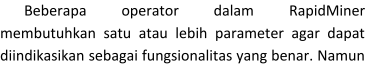 Beberapa operator dalam RapidMiner
membutuhkan satu atau lebih parameter agar dapat
diindikasikan sebagai fungsionalitas yang benar. Namun